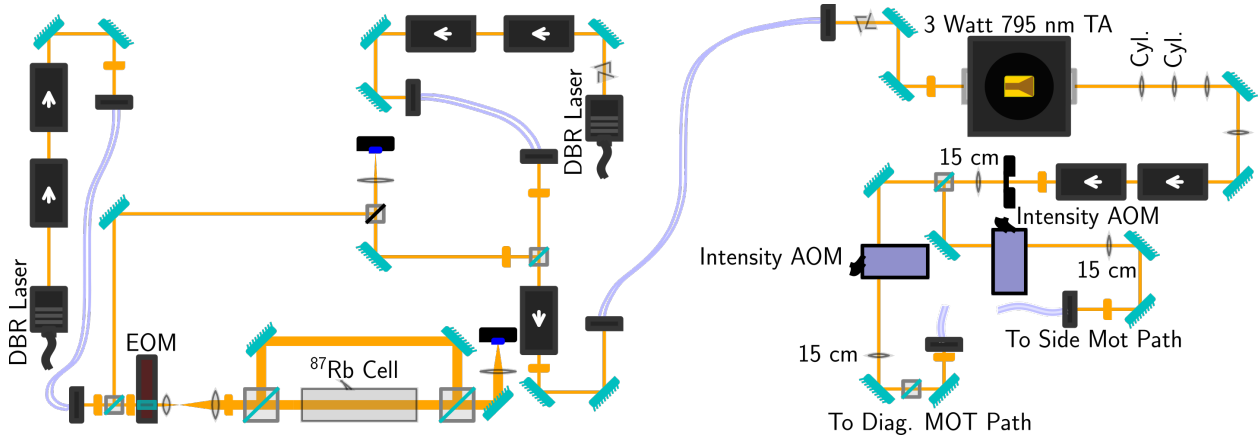 3 Watt 795 nm TA
Cyl.
Cyl.
DBR Laser
15 cm
Intensity AOM
Intensity AOM
15 cm
DBR Laser
EOM
To Side Mot Path
15 cm
⁸⁷Rb Cell
To Diag. MOT Path